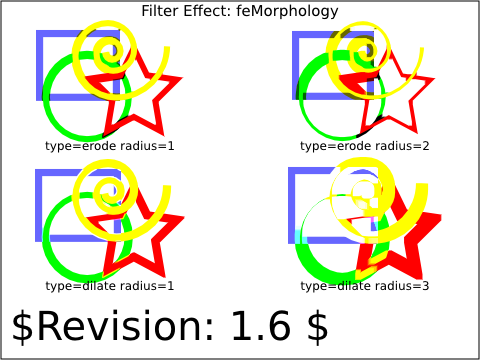 Filter Effect: feMorphology
type=erode radius=1
type=erode radius=2
type=dilate radius=1
type=dilate radius=3
$Revision: 1.6 $